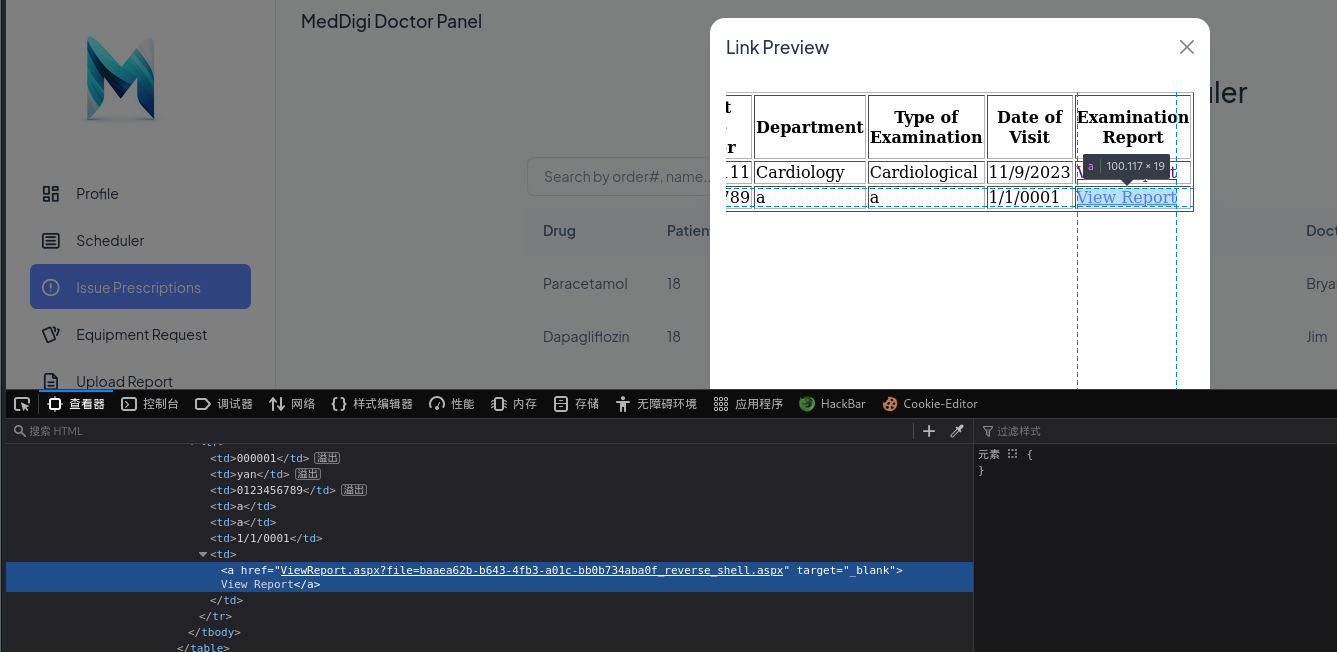 MedDigi Doctor Panel
Link Preview
Profile
Scheduler
Issue Prescriptions
Equipment Request
Upload Report
Search by order#, name..
Drug Patien Doct
Paracetamol 18 Brya
Dapagliflozin 18 Jim
Department Type of Examination Date of Visit Examination Report
11 Cardiology Cardiological 11/9/2023
789 a a 1/1/0001 View Report
a 100.117 × 19
查看器 控制台 调试器 网络 样式编辑器 性能 内存 存储 无障碍环境 应用程序 HackBar Cookie-Editor
搜索 HTML
过滤样式
元素 {
}
<td>000001</td> 溢出
<td>yan</td> 溢出
<td>0123456789</td> 溢出
<td>a</td>
<td>a</td>
<td>1/1/0001</td>
<td>
<a href="ViewReport.aspx?file=baaea62b-b643-4fb3-a01c-bb0b734aba0f_reverse_shell.aspx" target="_blank">
View Report</a>
</td>
</tr>
</tbody>
</table>